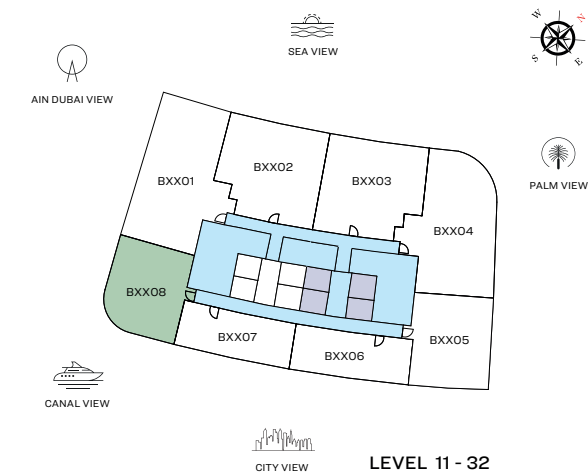 SEA VIEW
W
N
S
E
AIN DUBAI VIEW
PALM VIEW
BXX01
BXX02
BXX03
BXX04
BXX08
BXX07
BXX06
BXX05
CANAL VIEW
CITY VIEW
LEVEL 11 - 32